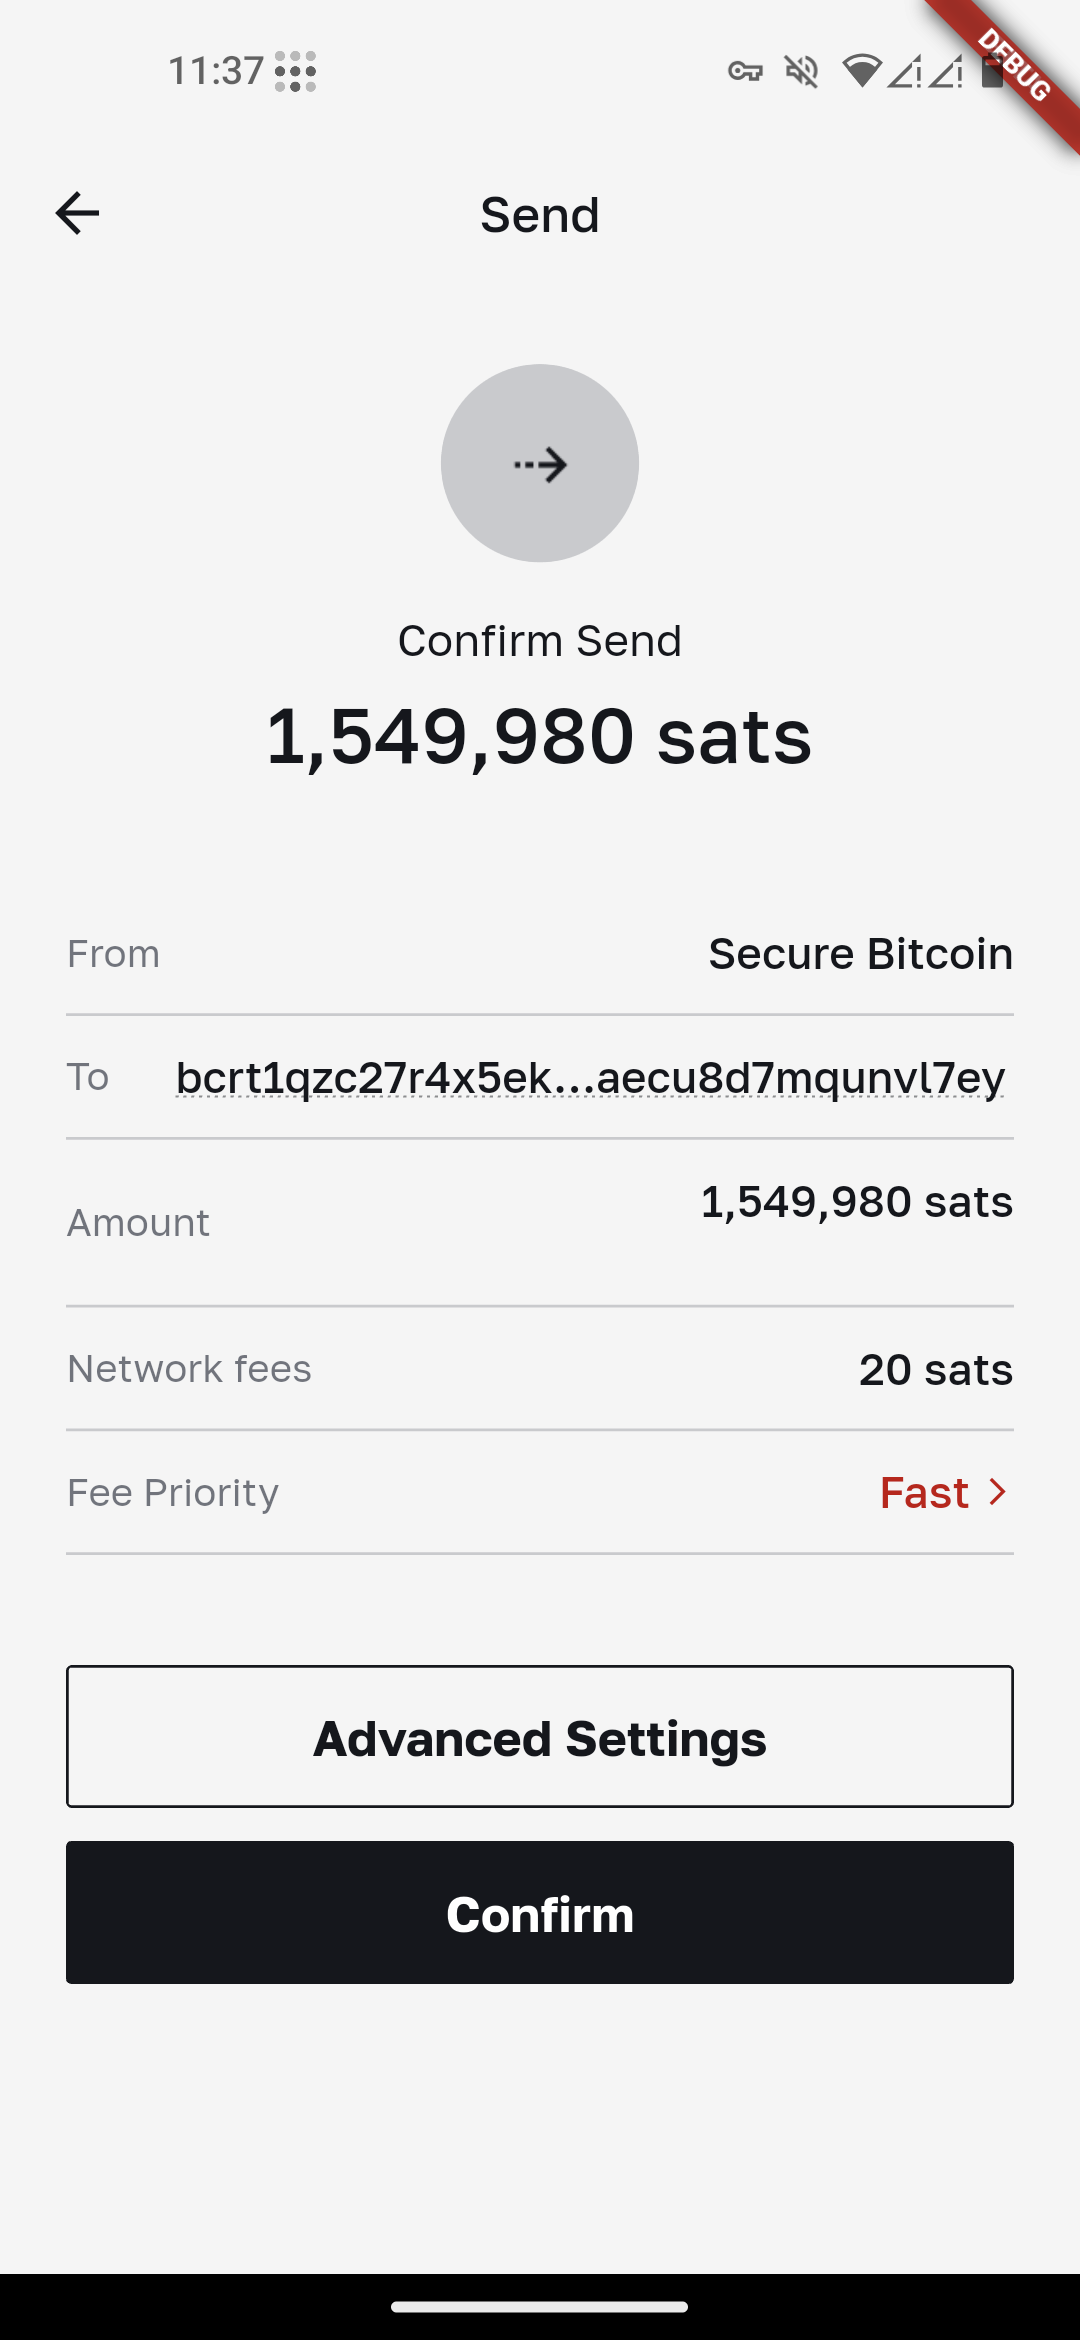 11:37
DEBUG
Send
Confirm Send
1,549,980 sats
From Secure Bitcoin
To bcrt1qzc27r4x5ek...aecu8d7mqunvl7ey
Amount 1,549,980 sats
Network fees 20 sats
Fee Priority Fast
Advanced Settings
Confirm